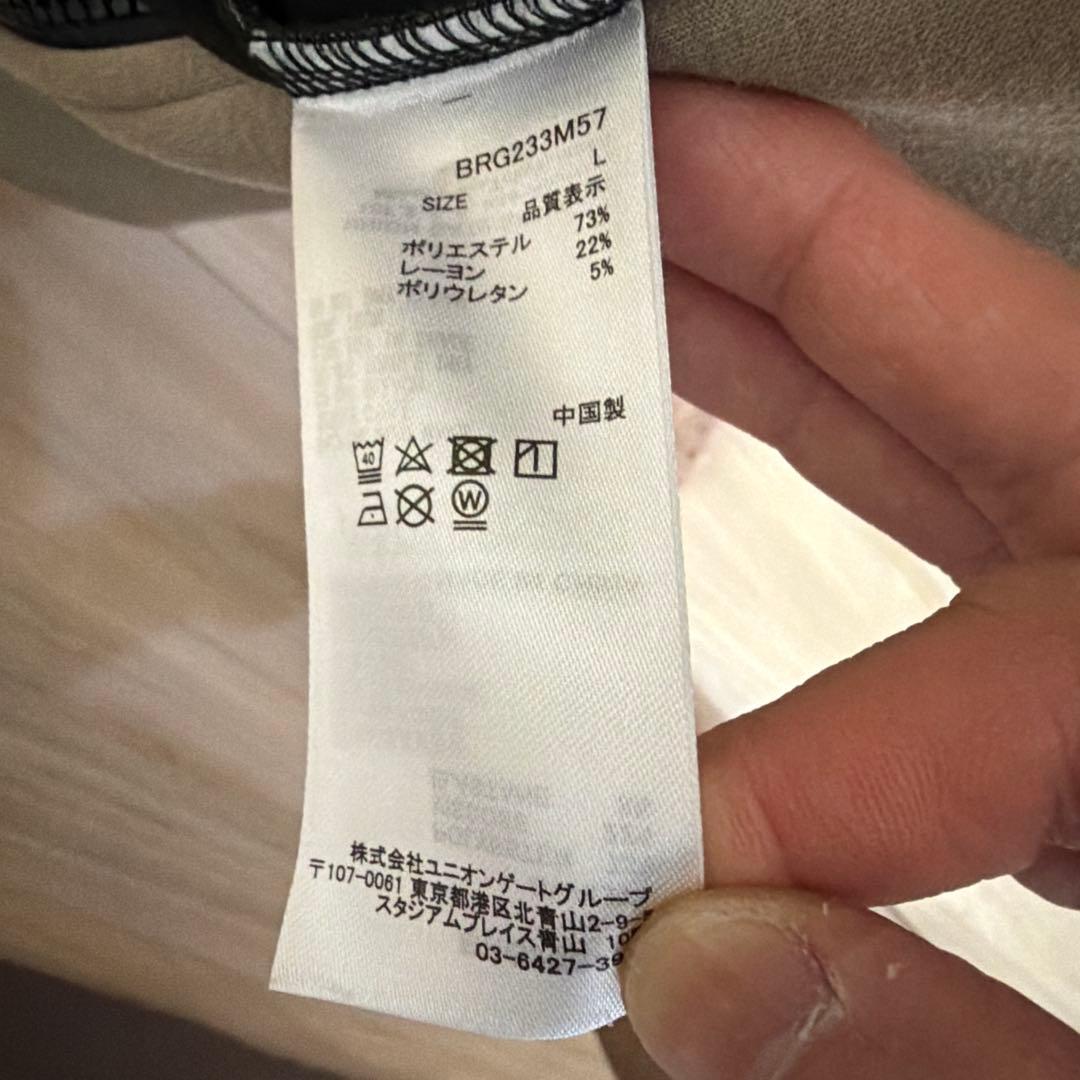 BRG233M57
SIZE L
品質表示
ポリエステル 73%
レーヨン 22%
ポリウレタン 5%
中国製
40
W
株式会社ユニオンゲートグループ
〒107-0061 東京都港区北青山2-9-
スタジアムプレイス青山
03-6427-39